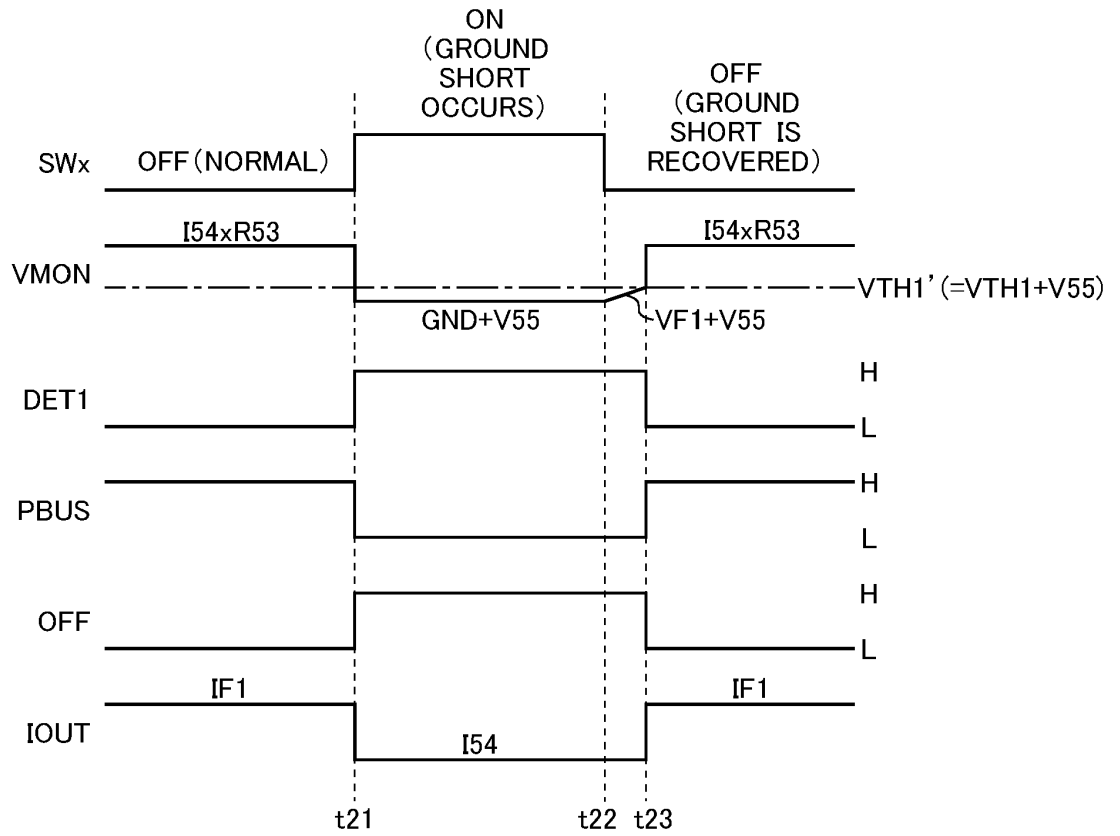 ON
(GROUND
SHORT
OCCURS)
OFF
(GROUND
SHORT IS
RECOVERED)
SWx
OFF(NORMAL)
I54xR53
I54xR53
VMON
VTH1'(=VTH1+V55)
GND+V55
VF1+V55
DET1
H
L
PBUS
H
L
OFF
H
L
IF1
IF1
IOUT
I54
t21
t22
t23